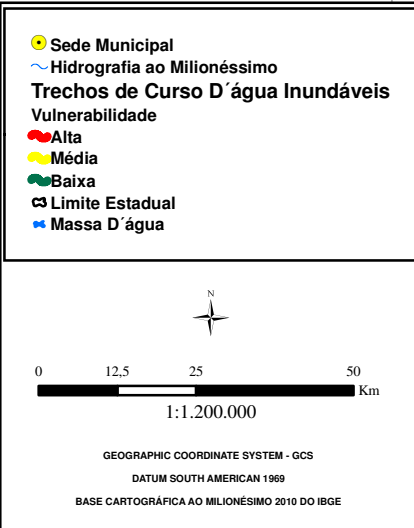 Sede Municipal
Hidrografia ao Milionéssimo
Trechos de Curso D´água Inundáveis
Vulnerabilidade
Alta
Média
Baixa
Limite Estadual
Massa D´água
N
0 12,5 25 50
Km
1:1.200.000
GEOGRAPHIC COORDINATE SYSTEM - GCS
DATUM SOUTH AMERICAN 1969
BASE CARTOGRÁFICA AO MILIONÉSIMO 2010 DO IBGE